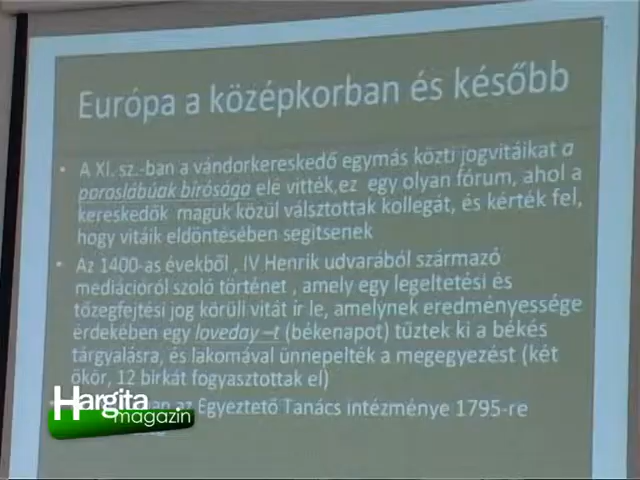 Európa a középkorban és később
• A XI. sz.-ban a vándorkereskedő egymás közti jogvitáikat a
poroslábúak bírósága elé vitték,ez egy olyan fórum, ahol a
kereskedők maguk közül válsztottak kollegát, és kérték fel,
hogy vitáik eldöntésében segítsenek
• Az 1400-as évekből , IV Henrik udvarából származó
mediációról szoló történet , amely egy legeltetési és
tőzegfejtési jog körüli vitát ír le, amelynek eredményessége
érdekében egy loveday –t (békenapot) tűztek ki a békés
tárgyalásra, és lakomával ünnepelték a megegyezést (két
ökör, 12 birkát fogyasztottak el)
az Egyeztető Tanács intézménye 1795-re
Hargita
magazin